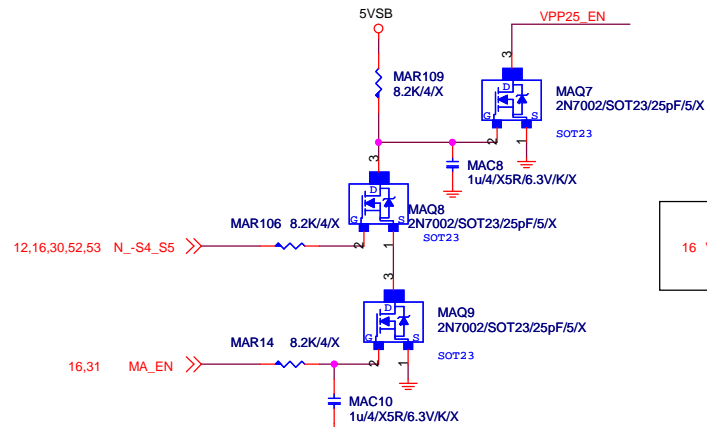 5VSB
VPP25_EN
3
MAR109
8.2K/4/X
D
MAQ7
2N7002/SOT23/25pF/5/X
G
S
SOT23
2
1
3
MAC8
1u/4/X5R/6.3V/K/X
D
MAQ8
2N7002/SOT23/25pF/5/X
G
S
SOT23
MAR106 8.2K/4/X
12,16,30,52,53 N_-S4_S5
2
1
16
3
D
MAQ9
2N7002/SOT23/25pF/5/X
G
S
SOT23
MAR14 8.2K/4/X
16,31 MA_EN
2
1
MAC10
1u/4/X5R/6.3V/K/X